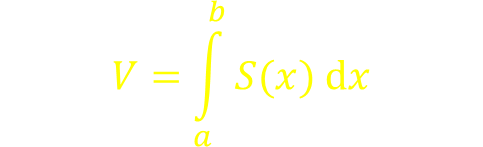 V = ∫_a^b S(x) dx